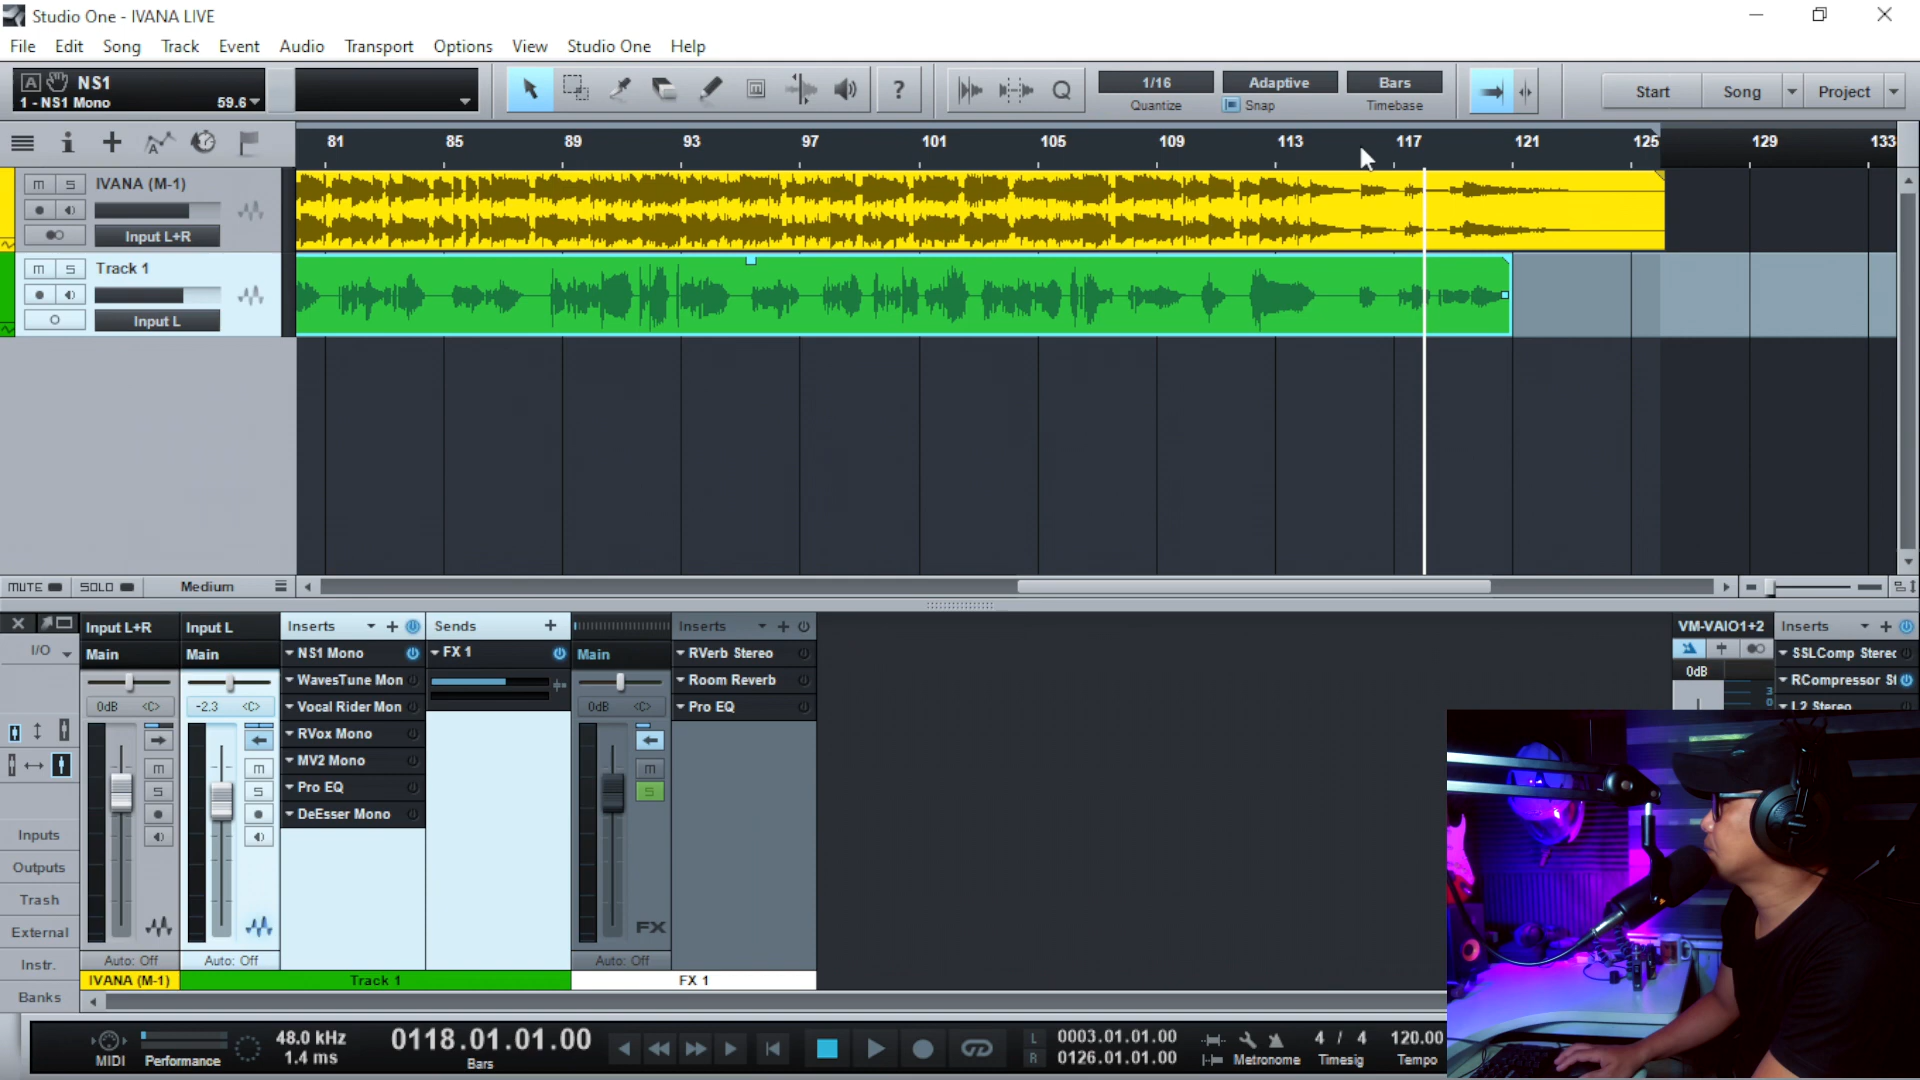 Studio One - IVANA LIVE
File Edit Song Track Event Audio Transport Options View Studio One Help
A NS1
1 - NS1 Mono 59.6
? Q
1/16 Adaptive Bars
Quantize Snap Timebase
Start Song Project
81 85 89 93 97 101 105 109 113 117 121 125 129 133
M S IVANA (M-1)
Input L+R
M S Track 1
Input L
MUTE SOLO Medium
Input L+R Input L Inserts Sends Inserts VM-VAIO1+2 Inserts
I/O Main Main NS1 Mono FX 1 Main RVerb Stereo SSLComp Stereo
WavesTune Mon Room Reverb 0dB RCompressor St
0dB <C> -2.3 <C> Vocal Rider Mon 0dB <C> Pro EQ L2 Stereo
RVox Mono
MV2 Mono
M M M
Pro EQ
S S S
DeEsser Mono
Inputs
Outputs
Trash
External FX
Instr. Auto: Off Auto: Off Auto: Off
IVANA (M-1) Track 1 FX 1
Banks
MIDI Performance
48.0 kHz
1.4 ms
0118.01.01.00
Bars
L 0003.01.01.00
R 0126.01.01.00
Metronome
4 / 4
Timesig
120.00
Tempo